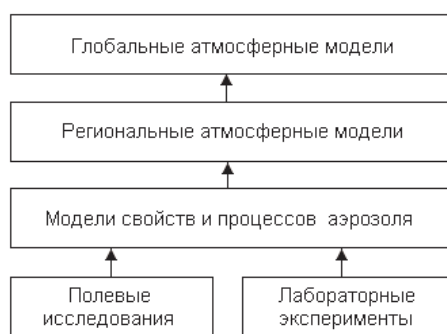 Глобальные атмосферные модели
Региональные атмосферные модели
Модели свойств и процессов аэрозоля
Полевые
исследования
Лабораторные
эксперименты